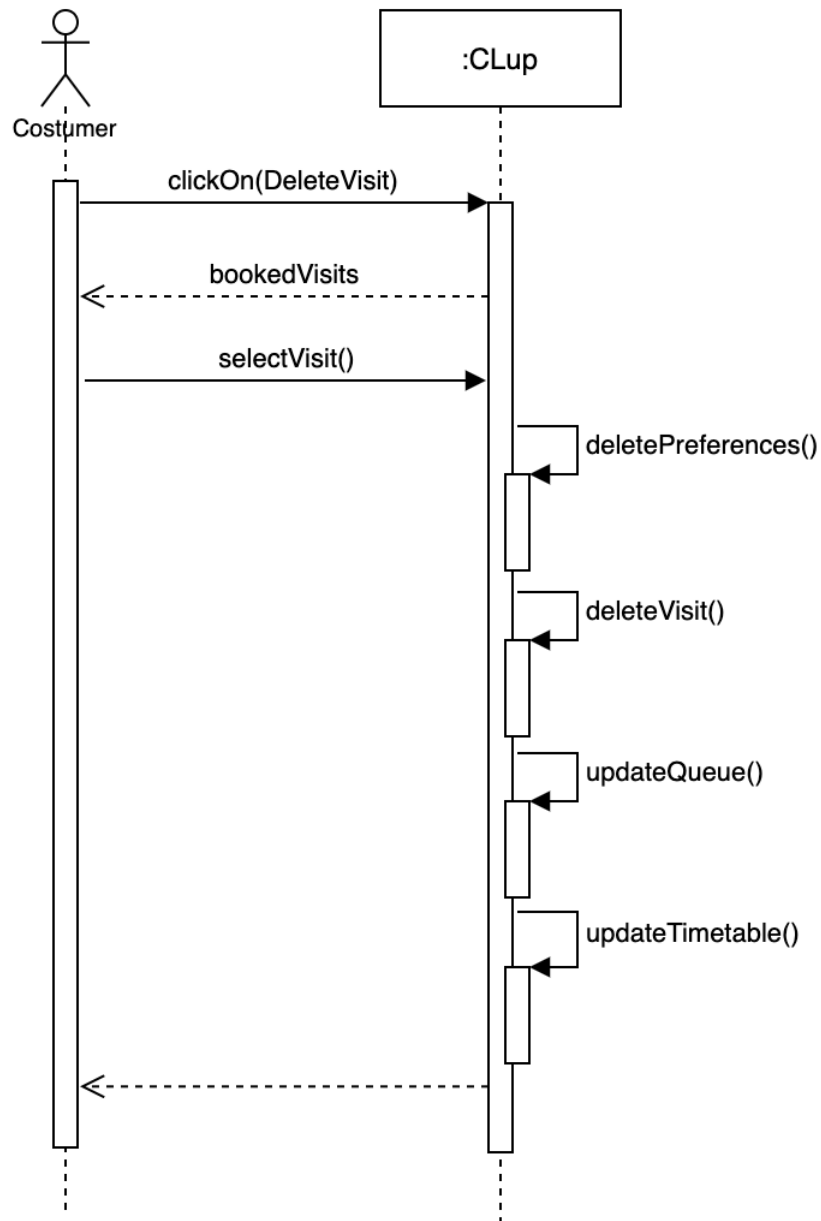 :CLup
Costumer
clickOn(DeleteVisit)
bookedVisits
selectVisit()
deletePreferences()
deleteVisit()
updateQueue()
updateTimetable()